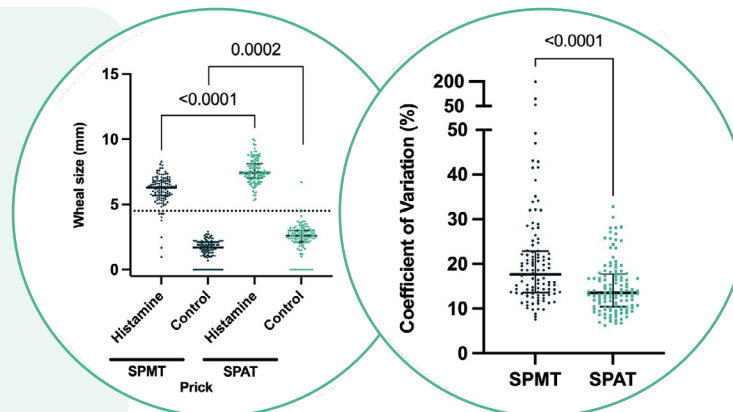 0.0002
<0.0001
15
10
5
0
Wheal size (mm)
Histamine
Control
Histamine
Control
SPMT
SPAT
Prick
<0.0001
200
50
50
40
30
20
10
0
Coefficient of Variation (%)
SPMT
SPAT